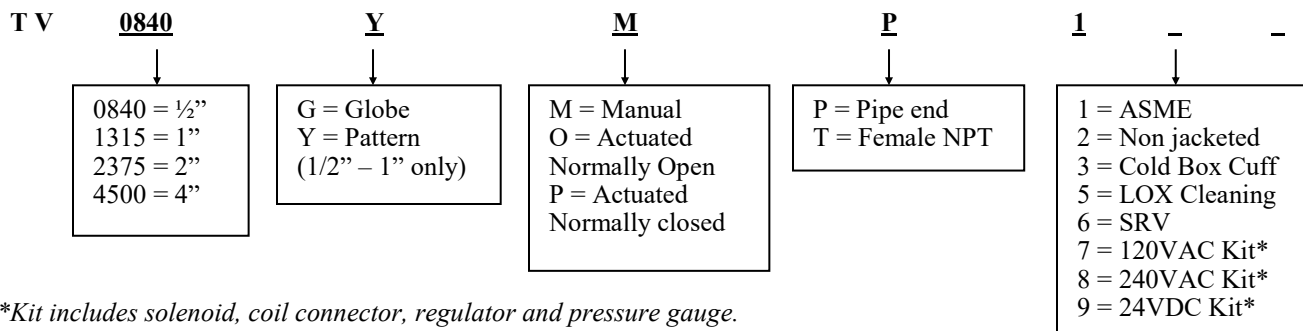 T V 0840 Y M P 1 _ _
0840 = ½”
1315 = 1”
2375 = 2”
4500 = 4”
G = Globe
Y = Pattern
(1/2” – 1” only)
M = Manual
O = Actuated
Normally Open
P = Actuated
Normally closed
P = Pipe end
T = Female NPT
1 = ASME
2 = Non jacketed
3 = Cold Box Cuff
5 = LOX Cleaning
6 = SRV
7 = 120VAC Kit*
8 = 240VAC Kit*
9 = 24VDC Kit*
*Kit includes solenoid, coil connector, regulator and pressure gauge.